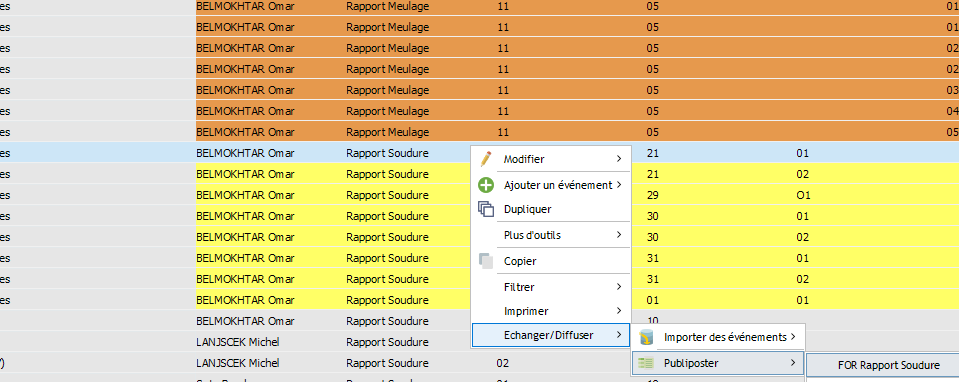 es BELMOKHTAR Omar Rapport Meulage 11 05 01
es BELMOKHTAR Omar Rapport Meulage 11 05 01
es BELMOKHTAR Omar Rapport Meulage 11 05 02
es BELMOKHTAR Omar Rapport Meulage 11 05 02
es BELMOKHTAR Omar Rapport Meulage 11 05 03
es BELMOKHTAR Omar Rapport Meulage 11 05 04
es BELMOKHTAR Omar Rapport Meulage 11 05 05
es BELMOKHTAR Omar Rapport Soudure 21 01
es BELMOKHTAR Omar Rapport Soudure 21 02
es BELMOKHTAR Omar Rapport Soudure 29 O1
es BELMOKHTAR Omar Rapport Soudure 30 01
es BELMOKHTAR Omar Rapport Soudure 30 02
es BELMOKHTAR Omar Rapport Soudure 31 01
es BELMOKHTAR Omar Rapport Soudure 31 02
es BELMOKHTAR Omar Rapport Soudure 01 01
BELMOKHTAR Omar Rapport Soudure 10
LANJSCEK Michel Rapport Soudure
) LANJSCEK Michel Rapport Soudure 02
Modifier
Ajouter un événement
Dupliquer
Plus d'outils
Copier
Filtrer
Imprimer
Echanger/Diffuser
Importer des événements
Publiposter
FOR Rapport Soudure